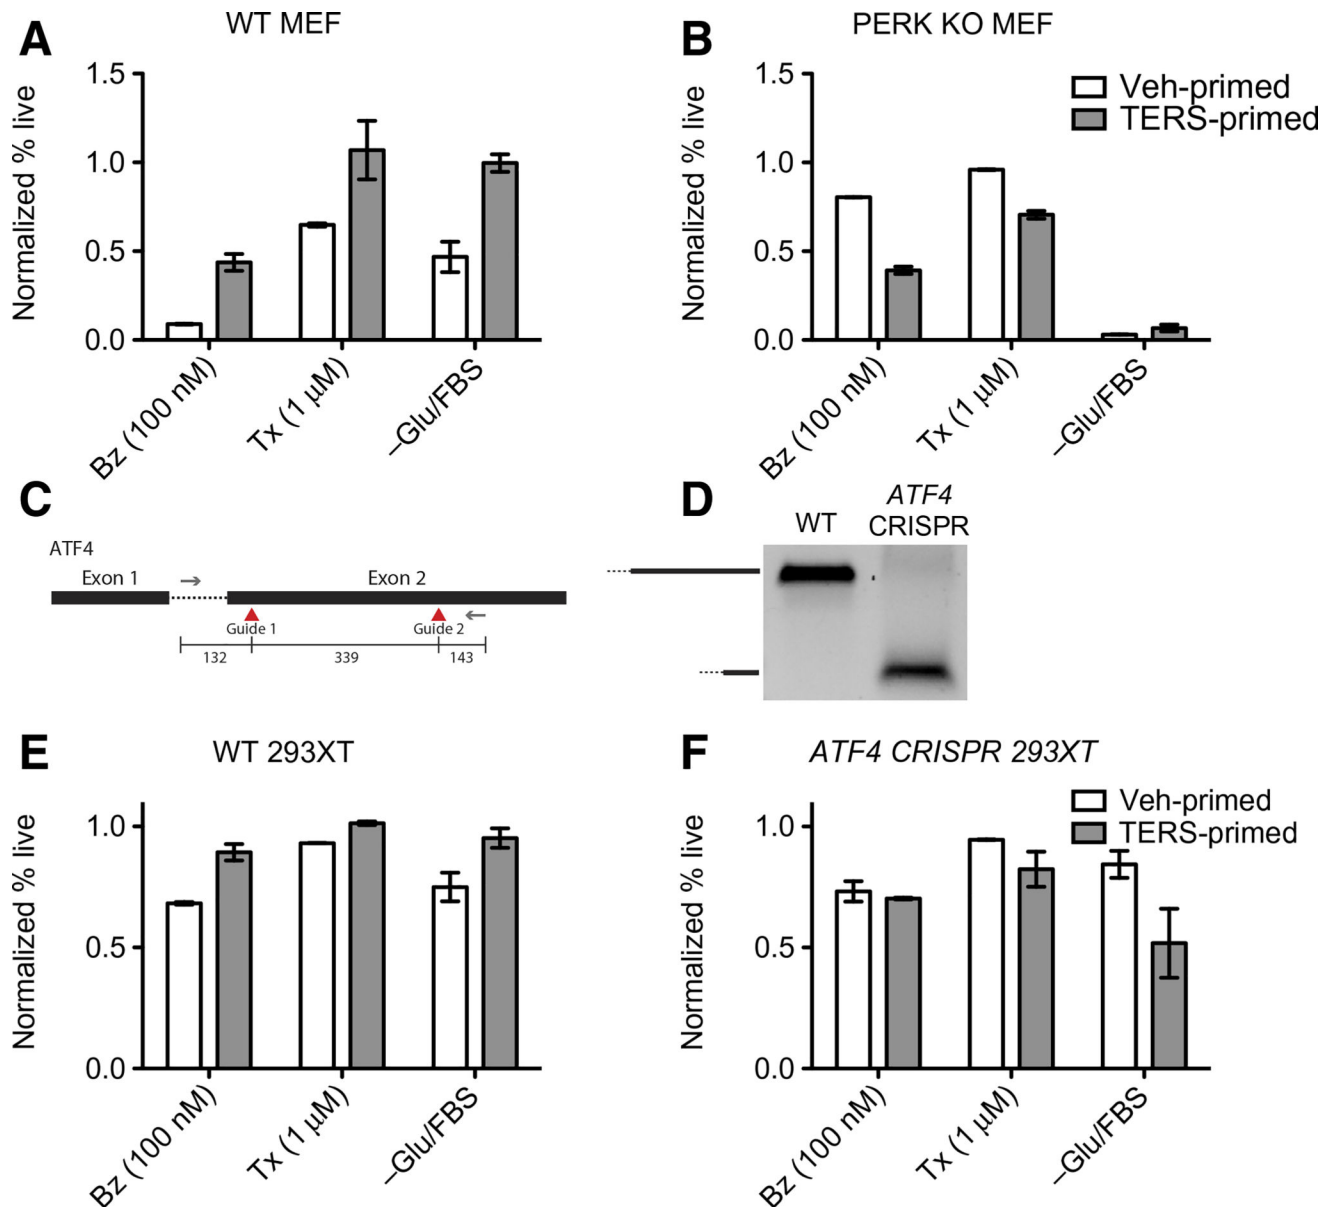 A
WT MEF
Normalized % live
1.5
1.0
0.5
0.0
Bz (100 nM)
Tx (1 μM)
–Glu/FBS
B
PERK KO MEF
Veh-primed
TERS-primed
Normalized % live
1.5
1.0
0.5
0.0
Bz (100 nM)
Tx (1 μM)
–Glu/FBS
C
ATF4
Exon 1
Exon 2
Guide 1
Guide 2
132
339
143
D
WT
ATF4
CRISPR
E
WT 293XT
Normalized % live
1.0
0.5
0.0
Bz (100 nM)
Tx (1 μM)
–Glu/FBS
F
ATF4 CRISPR 293XT
Veh-primed
TERS-primed
Normalized % live
1.0
0.5
0.0
Bz (100 nM)
Tx (1 μM)
–Glu/FBS